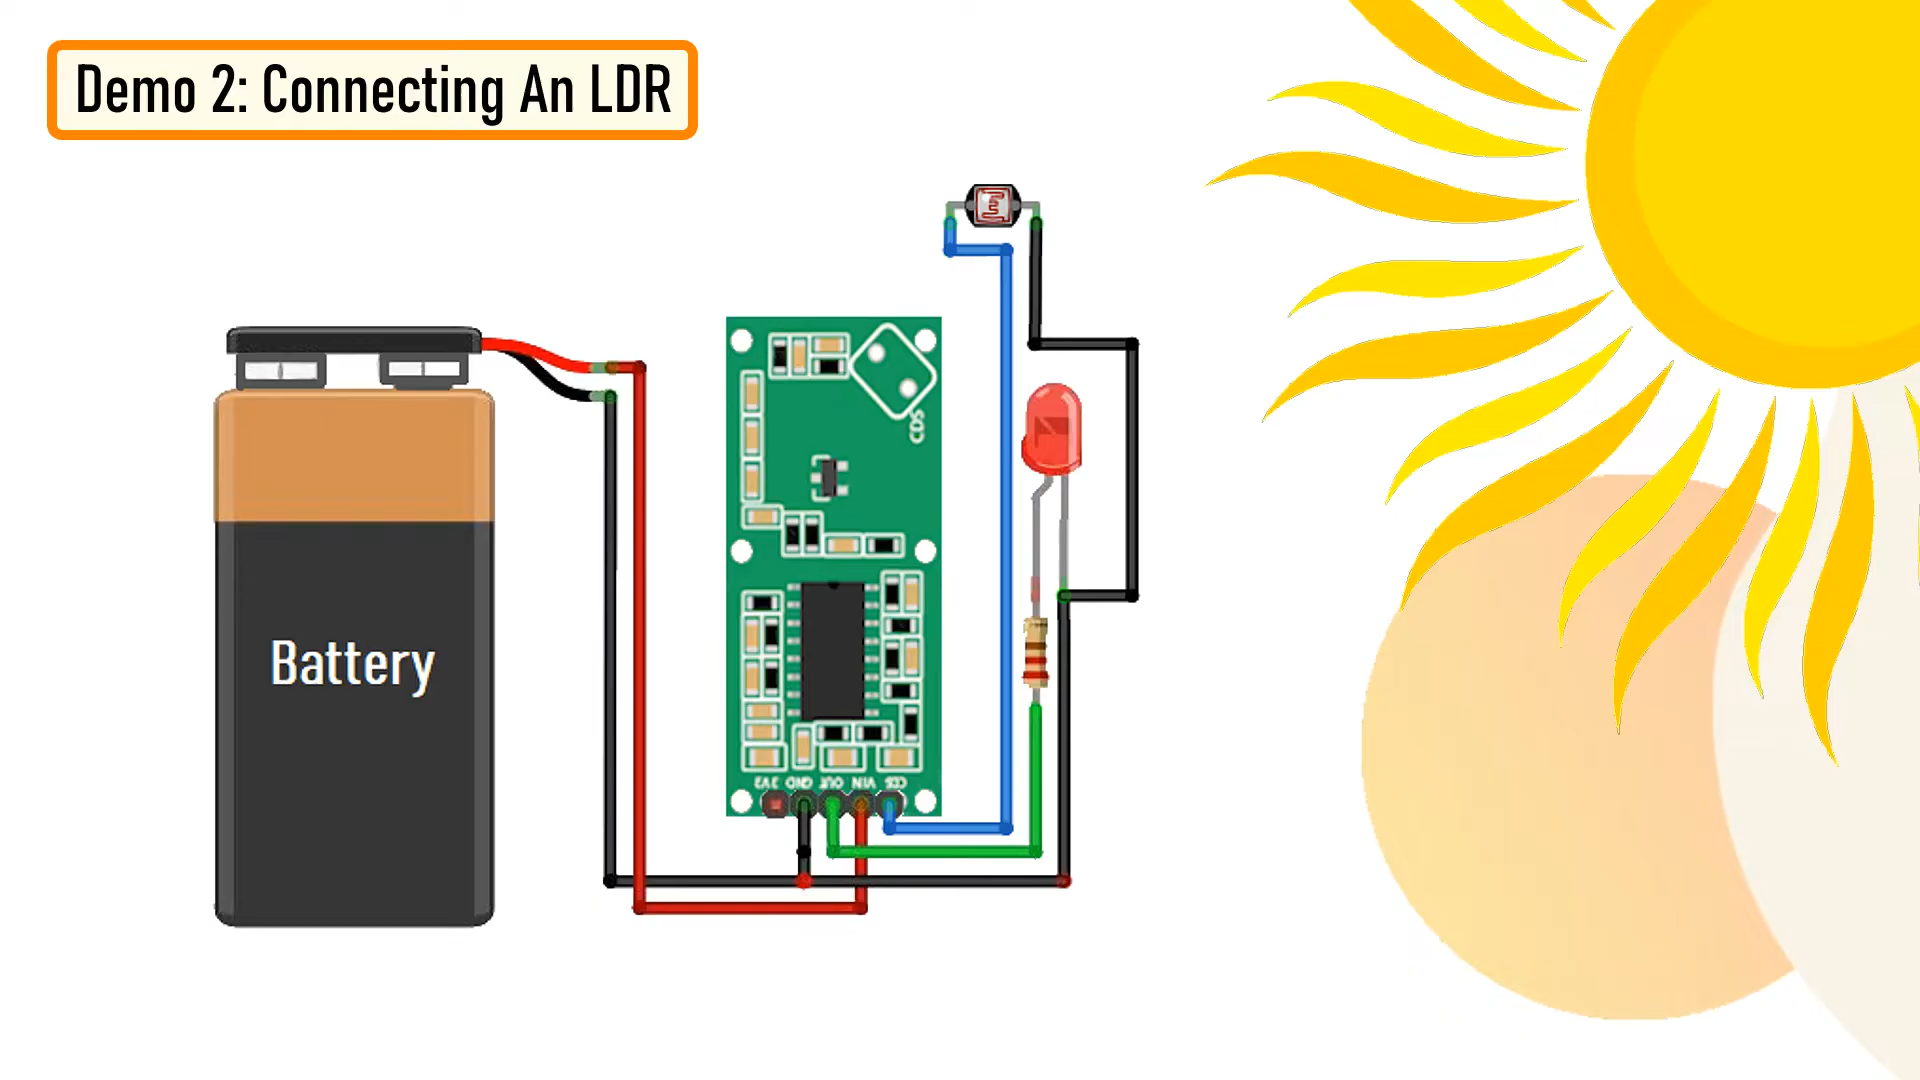 Demo 2: Connecting An LDR
CDS
Battery
3V3 GND OUT VIN CDS